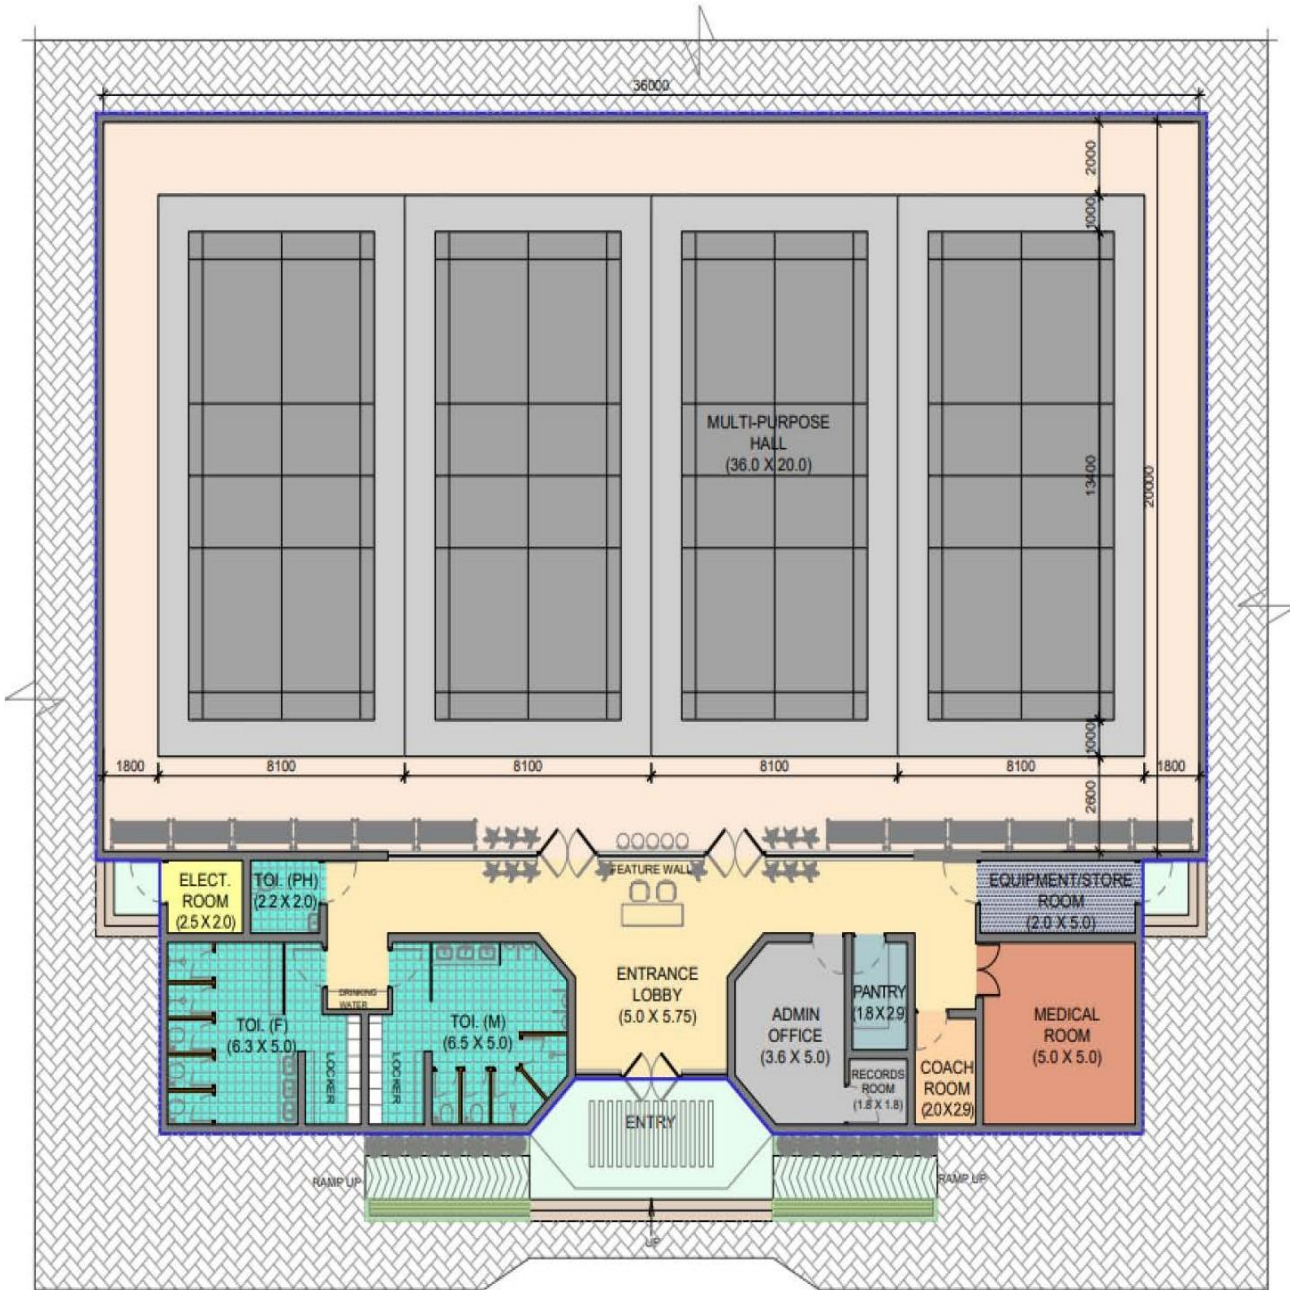 36000
2000
1000
MULTI-PURPOSE
HALL
(36.0 X 20.0)
13400
20000
1000
1800
8100
8100
8100
8100
1800
2600
FEATURE WALL
ELECT.
ROOM
(2.5 X 2.0)
TOI. (PH)
(2.2 X 2.0)
EQUIPMENT/STORE
ROOM
(2.0 X 5.0)
ENTRANCE
LOBBY
(5.0 X 5.75)
DRINKING
WATER
TOI. (F)
(6.3 X 5.0)
LOCKER
LOCKER
TOI. (M)
(6.5 X 5.0)
ADMIN
OFFICE
(3.6 X 5.0)
PANTRY
(1.8 X 2.9)
RECORDS
ROOM
(1.8 X 1.8)
COACH
ROOM
(2.0X2.9)
MEDICAL
ROOM
(5.0 X 5.0)
ENTRY
RAMP UP
RAMP UP
UP